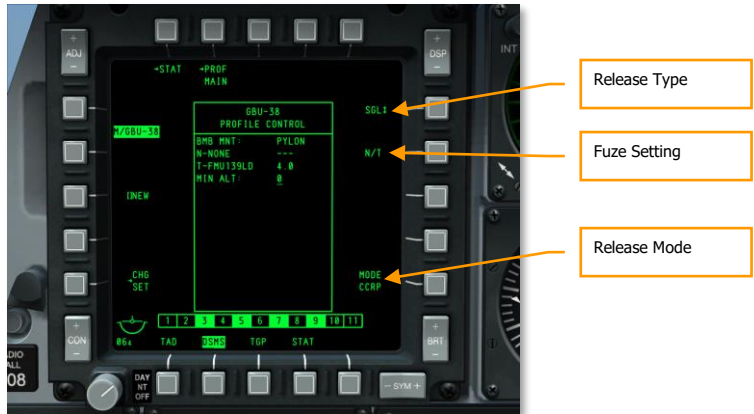 ADJ
DSP
INT
→STAT →PROF
MAIN
GBU-38
PROFILE CONTROL
SGL↕
M/GBU-38
BMB MNT: PYLON
N-NONE ---
T-FMU139LD 4.0
MIN ALT: 0
N/T
[]NEW
CHG
SET
MODE
CCRP
1 2 3 4 5 6 7 8 9 10 11
CON
TAD DSMS TGP STAT
BRT
DAY
NT
OFF
- SYM +
ALL
08
Release Type
Fuze Setting
Release Mode